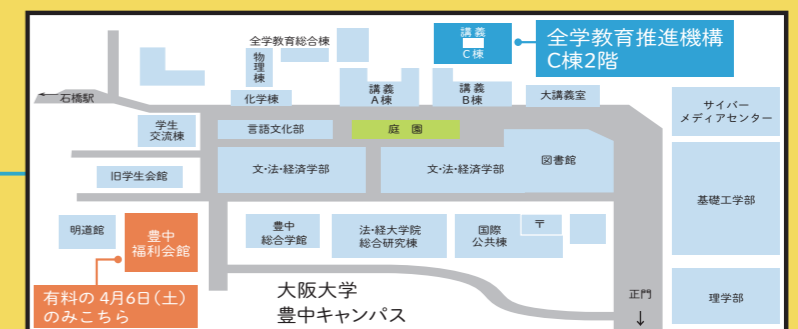 全学教育総合棟
物理棟
講義
C棟
全学教育推進機構
C棟2階
石橋駅
化学棟
講義
A棟
講義
B棟
大講義室
サイバー
メディアセンター
学生
交流棟
言語文化部
庭園
旧学生会館
文・法・経済学部
文・法・経済学部
図書館
基礎工学部
明道館
豊中
福利会館
豊中
総合学館
法・経大学院
総合研究棟
国際
公共棟
〒
有料の 4月6日(土)
のみこちら
大阪大学
豊中キャンパス
正門
↓
理学部